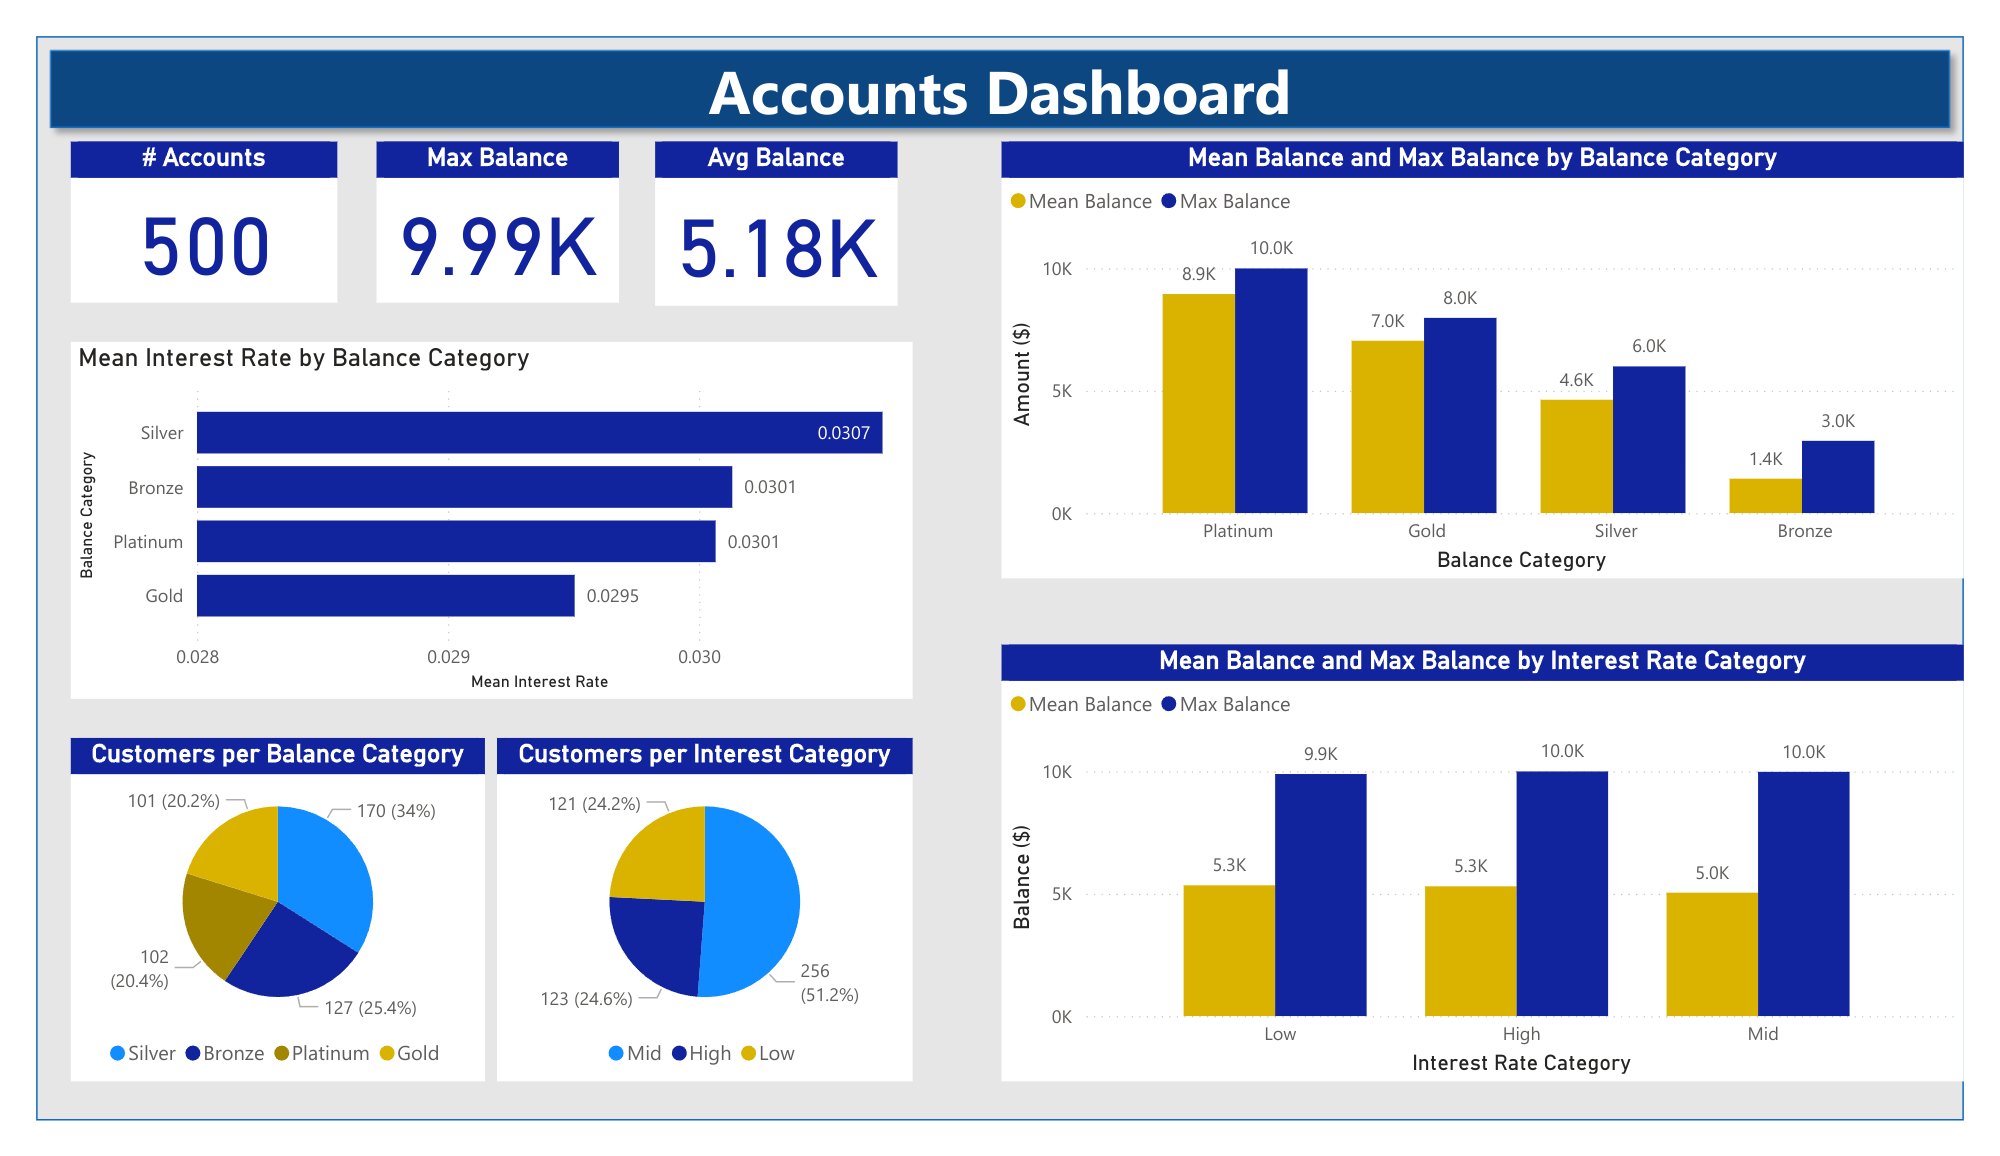 Accounts Dashboard
# Accounts
500
Max Balance
9.99K
Avg Balance
5.18K
Mean Interest Rate by Balance Category
Balance Category
Silver
0.0307
Bronze
0.0301
Platinum
0.0301
Gold
0.0295
0.028 0.029 0.030
Mean Interest Rate
Customers per Balance Category
101 (20.2%)
170 (34%)
102
(20.4%)
127 (25.4%)
Silver Bronze Platinum Gold
Customers per Interest Category
121 (24.2%)
256
(51.2%)
123 (24.6%)
Mid High Low
Mean Balance and Max Balance by Balance Category
Mean Balance Max Balance
Amount ($)
10K
5K
0K
8.9K 10.0K
7.0K 8.0K
4.6K 6.0K
1.4K 3.0K
Platinum Gold Silver Bronze
Balance Category
Mean Balance and Max Balance by Interest Rate Category
Mean Balance Max Balance
Balance ($)
10K
5K
0K
5.3K 9.9K
5.3K 10.0K
5.0K 10.0K
Low High Mid
Interest Rate Category